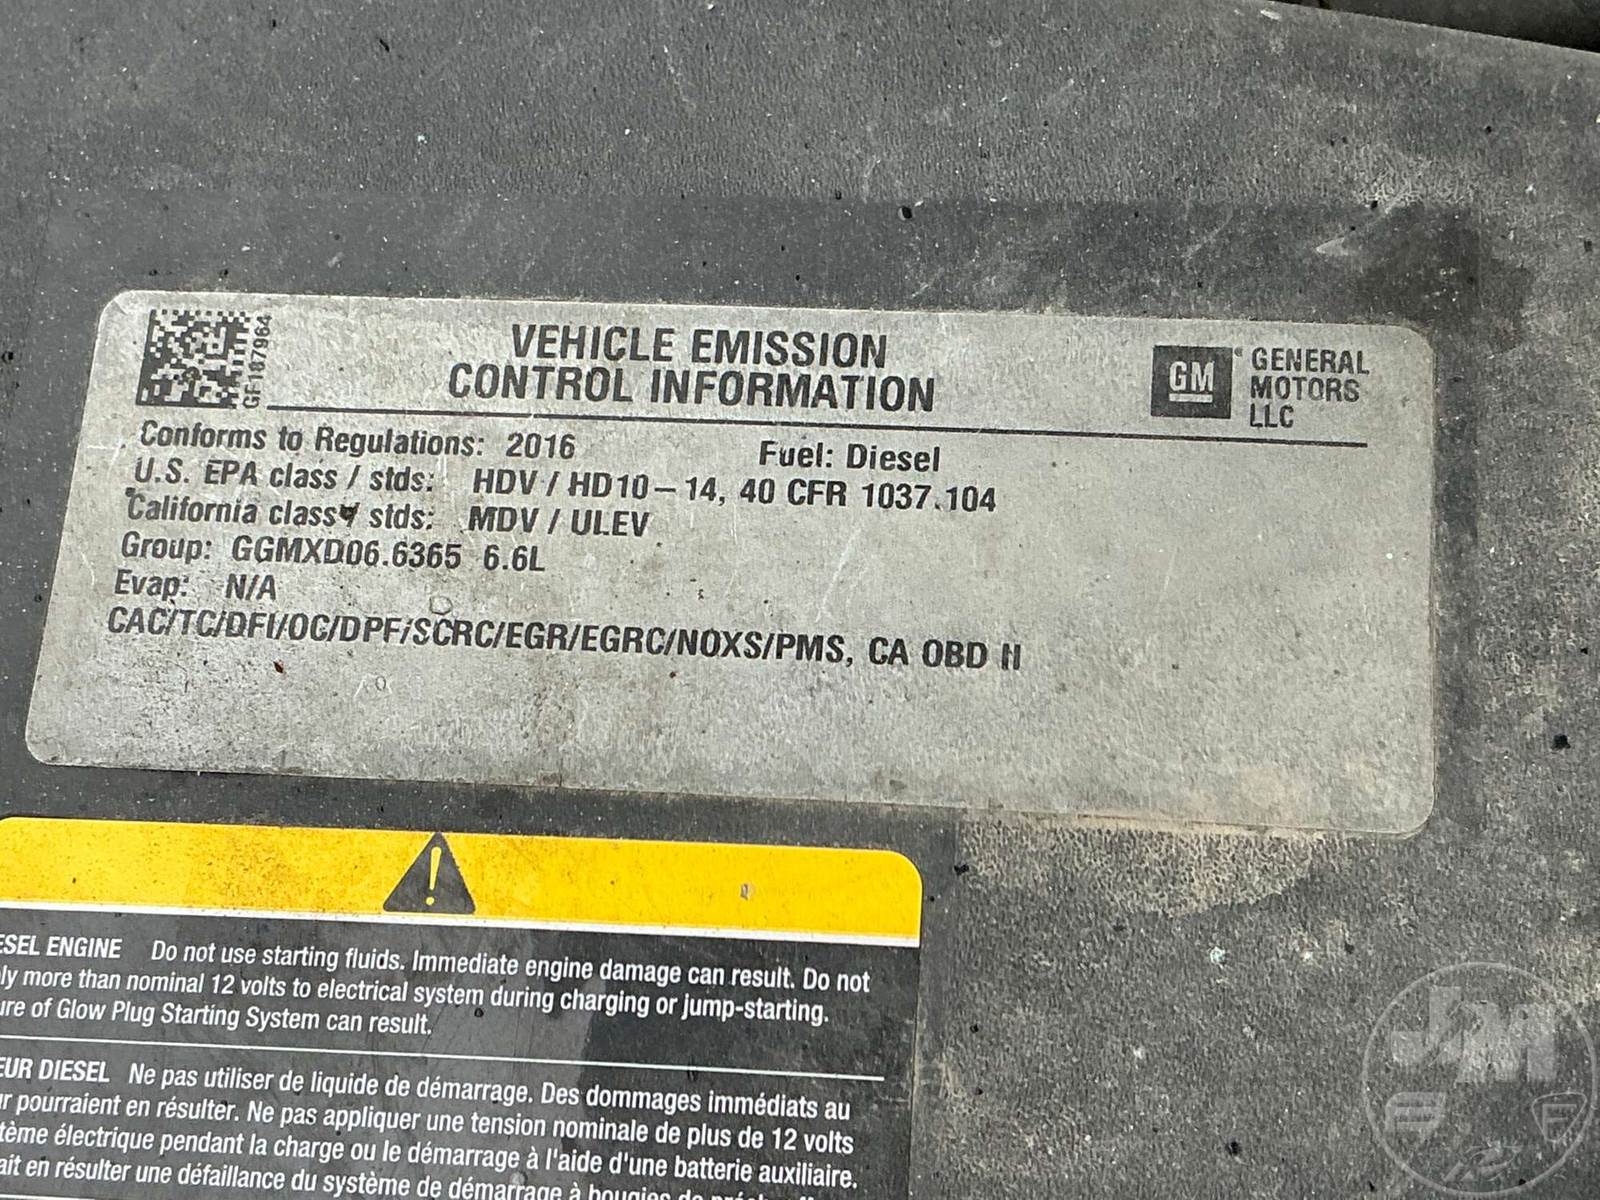 GF187964
VEHICLE EMISSION
CONTROL INFORMATION
GM
GENERAL
MOTORS
LLC
Conforms to Regulations: 2016 Fuel: Diesel
U.S. EPA class / stds: HDV / HD10-14, 40 CFR 1037.104
California class / stds: MDV / ULEV
Group: GGMXD06.6365 6.6L
Evap: N/A
CAC/TC/DFI/OC/DPF/SCRC/EGR/EGRC/NOXS/PMS, CA OBD II
ESEL ENGINE Do not use starting fluids. Immediate engine damage can result. Do not
ly more than nominal 12 volts to electrical system during charging or jump-starting.
ure of Glow Plug Starting System can result.
EUR DIESEL Ne pas utiliser de liquide de démarrage. Des dommages immédiats au
ur pourraient en résulter. Ne pas appliquer une tension nominale de plus de 12 volts
tème électrique pendant la charge ou le démarrage à l'aide d'une batterie auxiliaire.
ait en résulter une défaillance du système de démarrage à bougies de
J&M